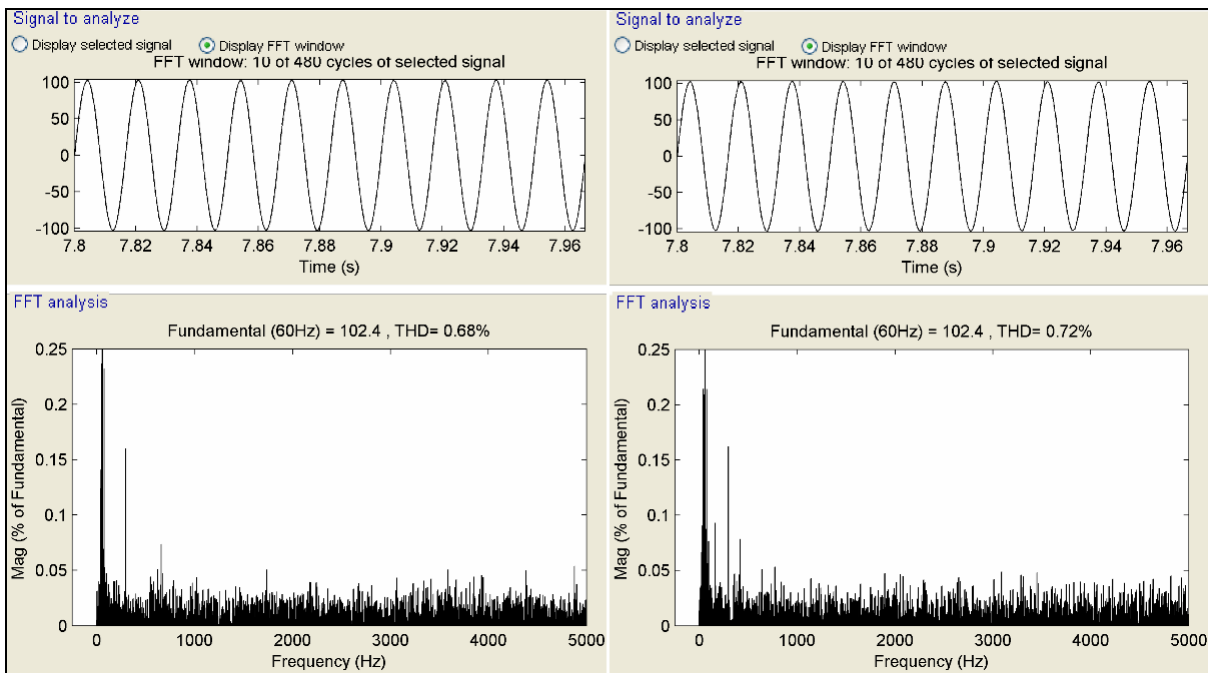 Signal to analyze
Display selected signal Display FFT window
FFT window: 10 of 480 cycles of selected signal
100
50
0
-50
-100
7.8 7.82 7.84 7.86 7.88 7.9 7.92 7.94 7.96
Time (s)
FFT analysis
Fundamental (60Hz) = 102.4 , THD= 0.68%
0.25
0.2
0.15
0.1
0.05
0
Mag (% of Fundamental)
0 1000 2000 3000 4000 5000
Frequency (Hz)
Signal to analyze
Display selected signal Display FFT window
FFT window: 10 of 480 cycles of selected signal
100
50
0
-50
-100
7.8 7.82 7.84 7.86 7.88 7.9 7.92 7.94 7.96
Time (s)
FFT analysis
Fundamental (60Hz) = 102.4 , THD= 0.72%
0.25
0.2
0.15
0.1
0.05
0
Mag (% of Fundamental)
0 1000 2000 3000 4000 5000
Frequency (Hz)